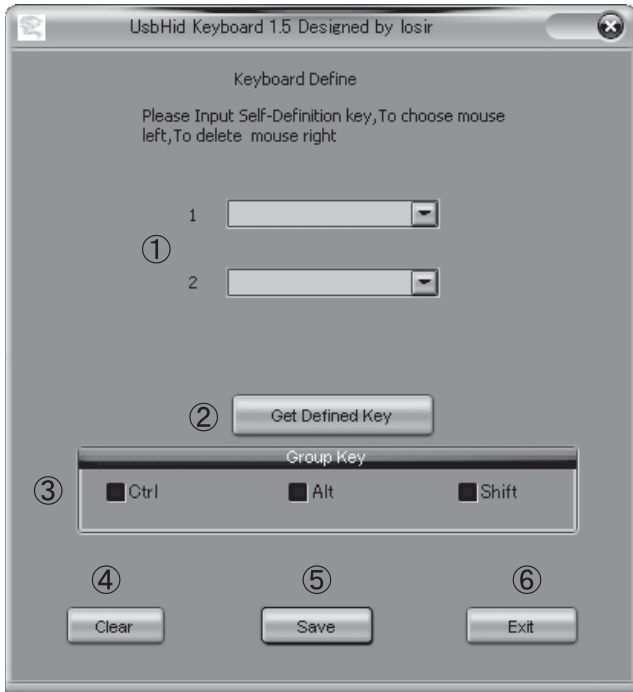 UsbHid Keyboard 1.5 Designed by losir
Keyboard Define
Please Input Self-Definition key,To choose mouse
left,To delete mouse right
1
①
2
② Get Defined Key
Group Key
③ Ctrl Alt Shift
④ ⑤ ⑥
Clear Save Exit